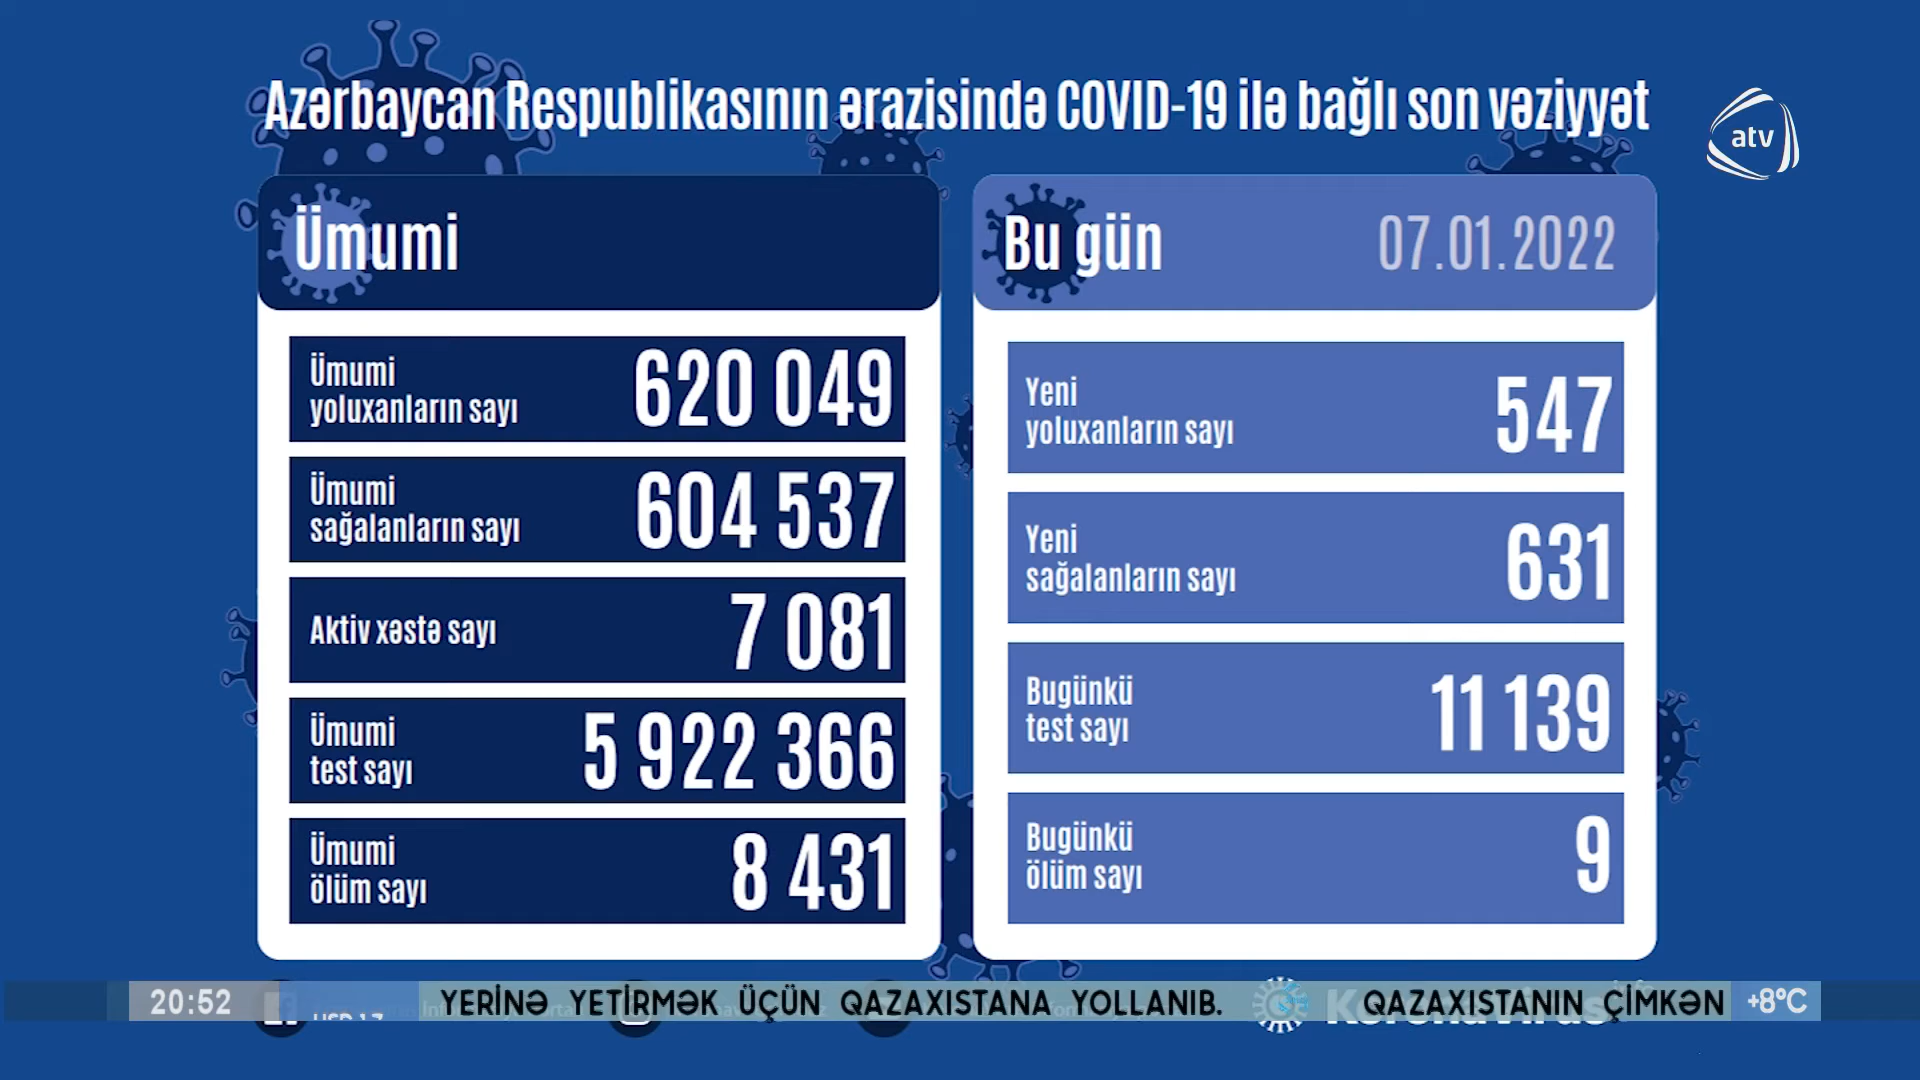 Azərbaycan Respublikasının ərazisində COVID-19 ilə bağlı son vəziyyət
atv
Ümumi
Ümumi
yoluxanların sayı
620 049
Ümumi
sağalanların sayı
604 537
Aktiv xəstə sayı
7 081
Ümumi
test sayı
5 922 366
Ümumi
ölüm sayı
8 431
Bu gün
07.01.2022
Yeni
yoluxanların sayı
547
Yeni
sağalanların sayı
631
Bugünkü
test sayı
11 139
Bugünkü
ölüm sayı
9
20:52
YERİNƏ YETİRMƏK ÜÇÜN QAZAXISTANA YOLLANIB.
QAZAXISTANIN ÇİMKƏN
+8°C